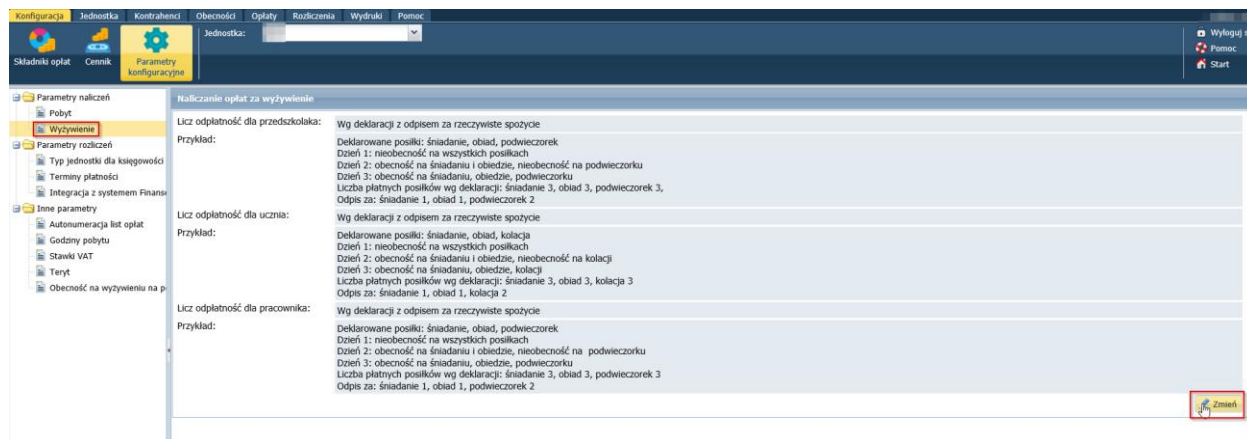 Konfiguracja Jednostka Kontrahenci Obecności Opłaty Rozliczenia Wydruki Pomoc
Jednostka:
Składniki opłat Cennik Parametry konfiguracyjne
Wyloguj s
Pomoc
Start
Parametry naliczeń
Pobyt
Wyżywienie
Parametry rozliczeń
Typ jednostki dla księgowości
Terminy płatności
Integracja z systemem Finans
Inne parametry
Autonumeracja list opłat
Godziny pobytu
Stawki VAT
Teryt
Obecność na wyżywieniu na p
Naliczanie opłat za wyżywienie
Licz odpłatność dla przedszkolaka: Wg deklaracji z odpisem za rzeczywiste spożycie
Przykład: Deklarowane posiłki: śniadanie, obiad, podwieczorek
Dzień 1: nieobecność na wszystkich posiłkach
Dzień 2: obecność na śniadaniu i obiedzie, nieobecność na podwieczorku
Dzień 3: obecność na śniadaniu, obiedzie, podwieczorku
Liczba płatnych posiłków wg deklaracji: śniadanie 3, obiad 3, podwieczorek 3,
Odpis za: śniadanie 1, obiad 1, podwieczorek 2
Licz odpłatność dla ucznia: Wg deklaracji z odpisem za rzeczywiste spożycie
Przykład: Deklarowane posiłki: śniadanie, obiad, kolacja
Dzień 1: nieobecność na wszystkich posiłkach
Dzień 2: obecność na śniadaniu i obiedzie, nieobecność na kolacji
Dzień 3: obecność na śniadaniu, obiedzie, kolacji
Liczba płatnych posiłków wg deklaracji: śniadanie 3, obiad 3, kolacja 3
Odpis za: śniadanie 1, obiad 1, kolacja 2
Licz odpłatność dla pracownika: Wg deklaracji z odpisem za rzeczywiste spożycie
Przykład: Deklarowane posiłki: śniadanie, obiad, podwieczorek
Dzień 1: nieobecność na wszystkich posiłkach
Dzień 2: obecność na śniadaniu i obiedzie, nieobecność na podwieczorku
Dzień 3: obecność na śniadaniu, obiedzie, podwieczorku
Liczba płatnych posiłków wg deklaracji: śniadanie 3, obiad 3, podwieczorek 3
Odpis za: śniadanie 1, obiad 1, podwieczorek 2
Zmień